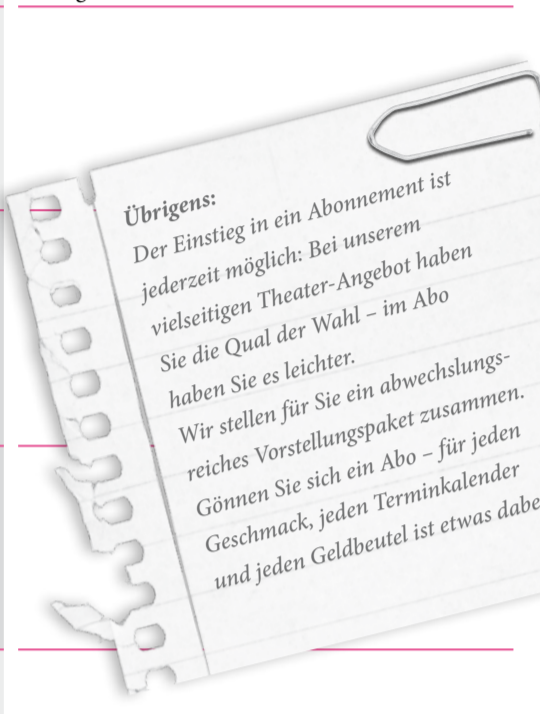 Übrigens:
Der Einstieg in ein Abonnement ist
jederzeit möglich: Bei unserem
vielseitigen Theater-Angebot haben
Sie die Qual der Wahl – im Abo
haben Sie es leichter.
Wir stellen für Sie ein abwechslungs-
reiches Vorstellungspaket zusammen.
Gönnen Sie sich ein Abo – für jeden
Geschmack, jeden Terminkalender
und jeden Geldbeutel ist etwas dabe